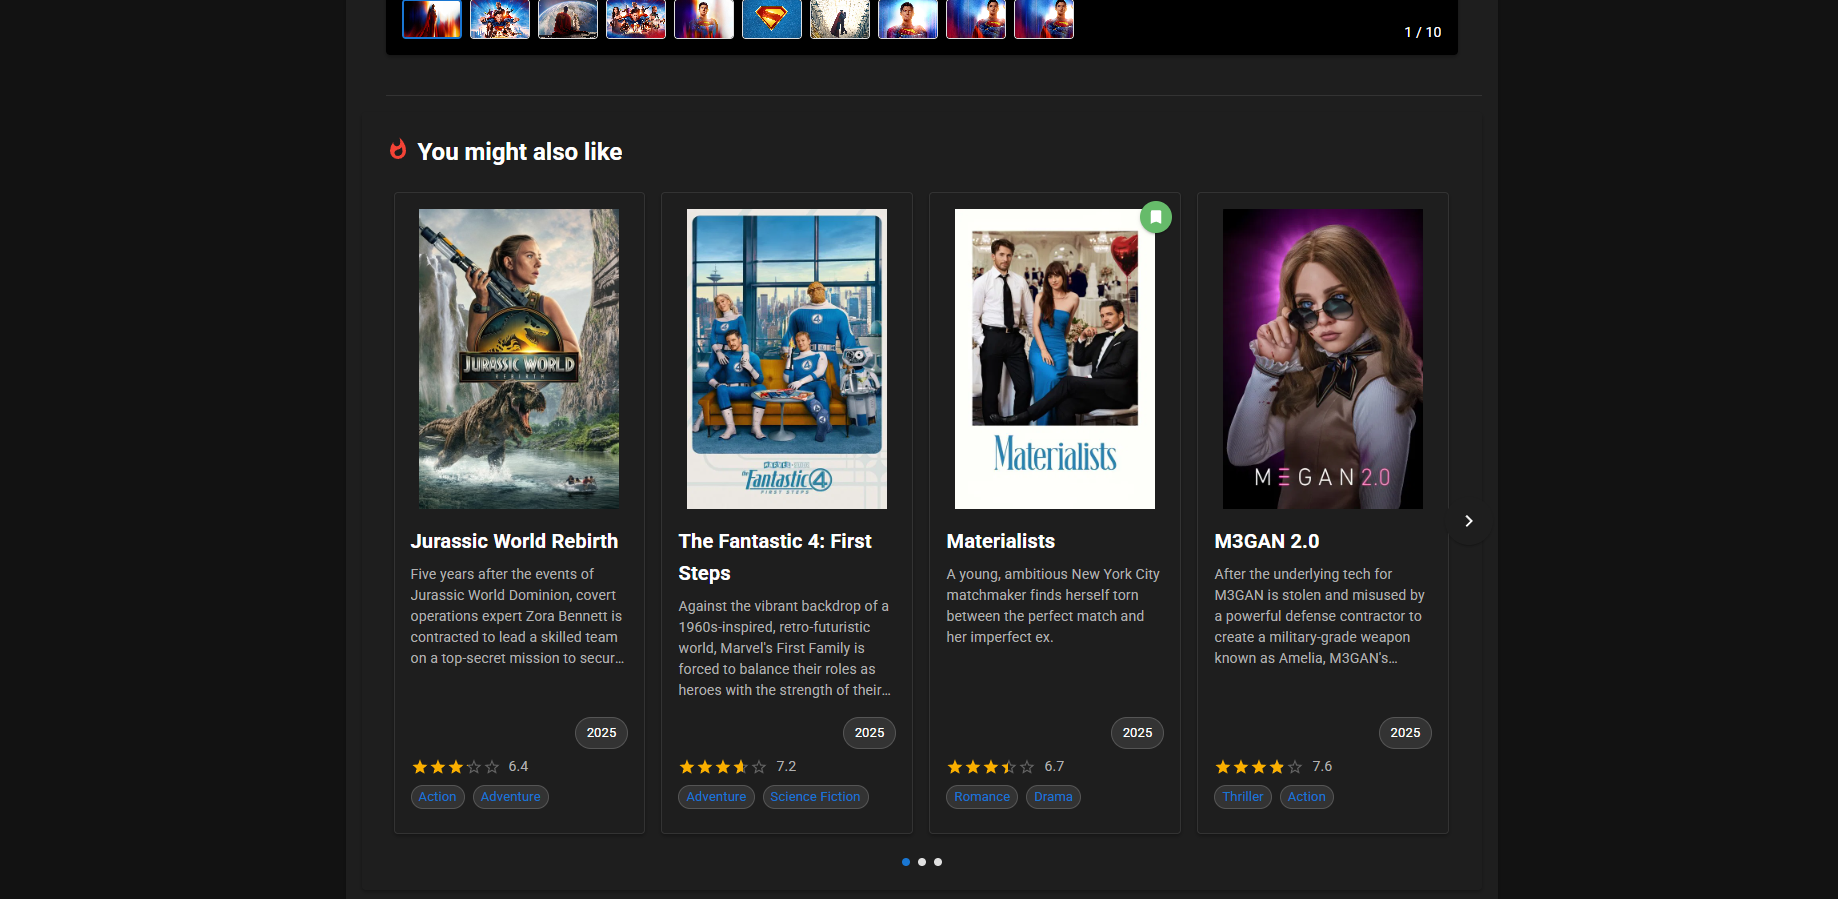 1 / 10
You might also like
JURASSIC WORLD
REBIRTH
4
4
4
4
4
THE Fantastic 4
FIRST STEPS
Materialists
MΞGAN 2.0
Jurassic World Rebirth
Five years after the events of
Jurassic World Dominion, covert
operations expert Zora Bennett is
contracted to lead a skilled team
on a top-secret mission to secur…
2025
6.4
Action Adventure
The Fantastic 4: First
Steps
Against the vibrant backdrop of a
1960s-inspired, retro-futuristic
world, Marvel's First Family is
forced to balance their roles as
heroes with the strength of their…
2025
7.2
Adventure Science Fiction
Materialists
A young, ambitious New York City
matchmaker finds herself torn
between the perfect match and
her imperfect ex.
2025
6.7
Romance Drama
M3GAN 2.0
After the underlying tech for
M3GAN is stolen and misused by
a powerful defense contractor to
create a military-grade weapon
known as Amelia, M3GAN's…
2025
7.6
Thriller Action